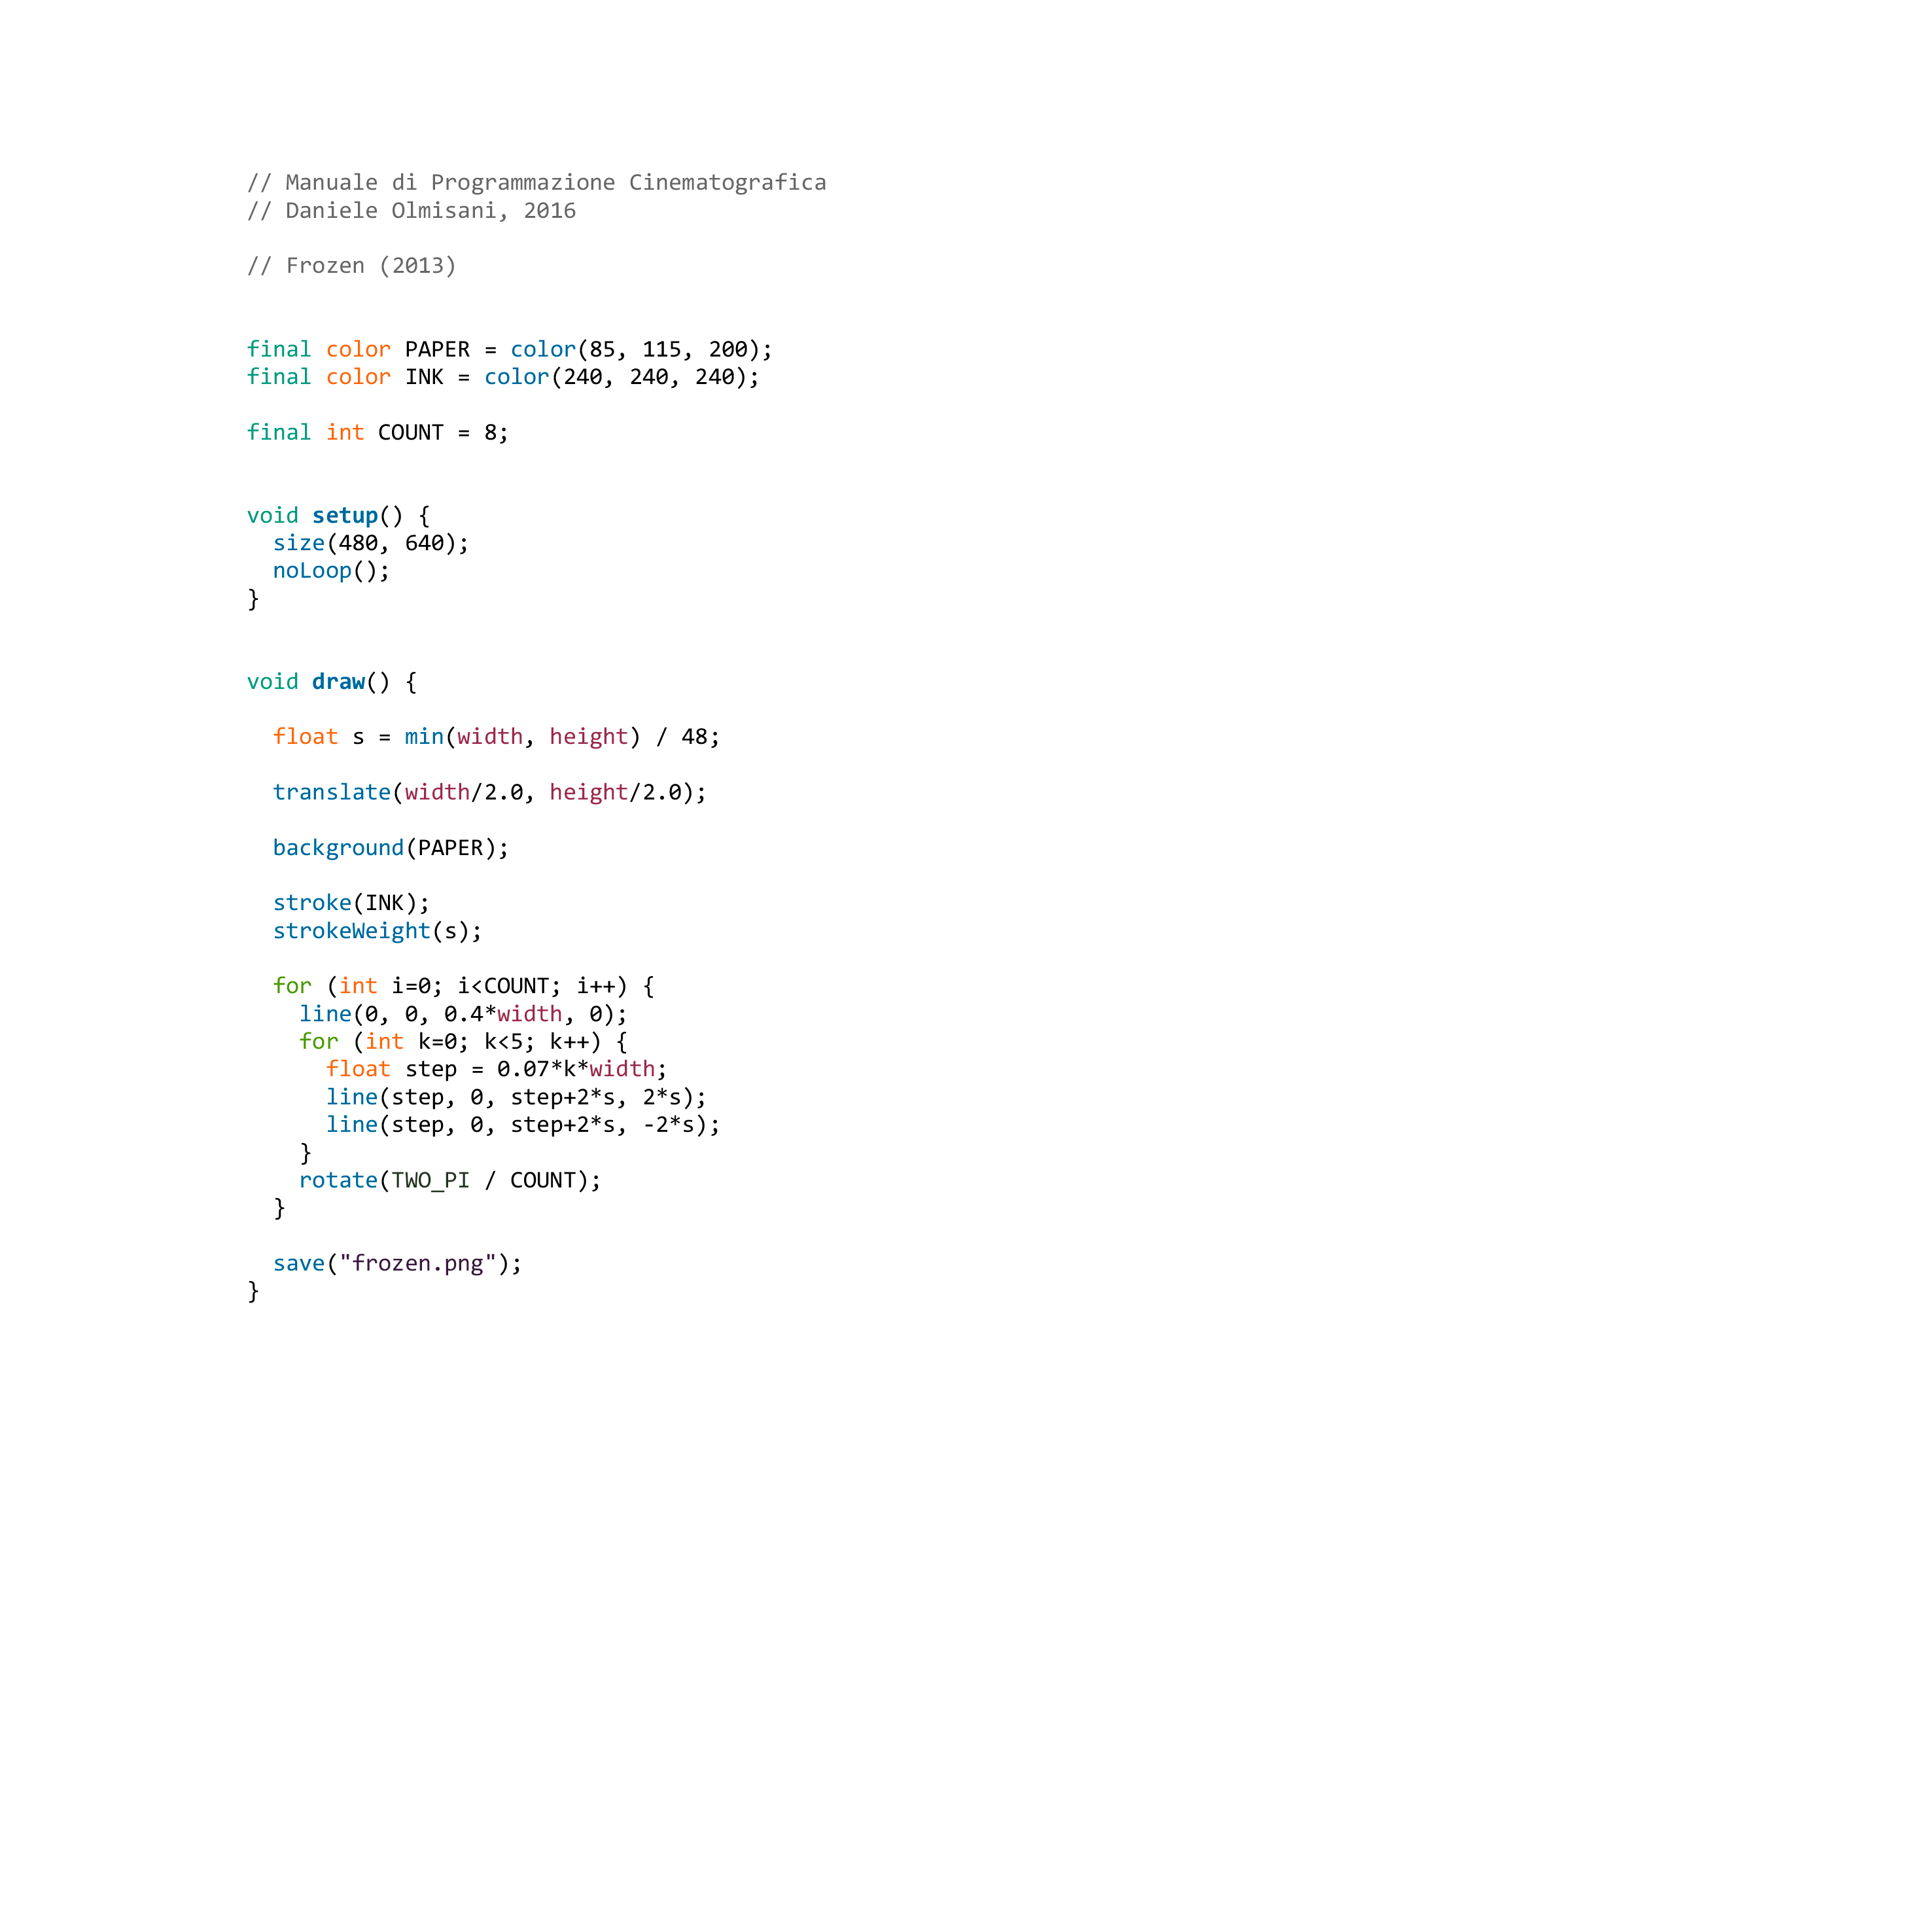 // Manuale di Programmazione Cinematografica
// Daniele Olmisani, 2016
// Frozen (2013)
final color PAPER = color(85, 115, 200);
final color INK = color(240, 240, 240);
final int COUNT = 8;
void setup() {
  size(480, 640);
  noLoop();
}
void draw() {
  float s = min(width, height) / 48;
  translate(width/2.0, height/2.0);
  background(PAPER);
  stroke(INK);
  strokeWeight(s);
  for (int i=0; i<COUNT; i++) {
    line(0, 0, 0.4*width, 0);
    for (int k=0; k<5; k++) {
      float step = 0.07*k*width;
      line(step, 0, step+2*s, 2*s);
      line(step, 0, step+2*s, -2*s);
    }
    rotate(TWO_PI / COUNT);
  }
  save("frozen.png");
}